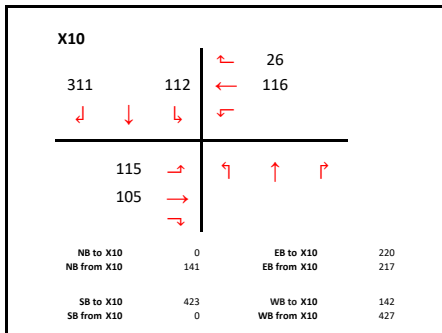 X10
26
311 112 116
115
105
NB to X10 0 EB to X10 220
NB from X10 141 EB from X10 217
SB to X10 423 WB to X10 142
SB from X10 0 WB from X10 427